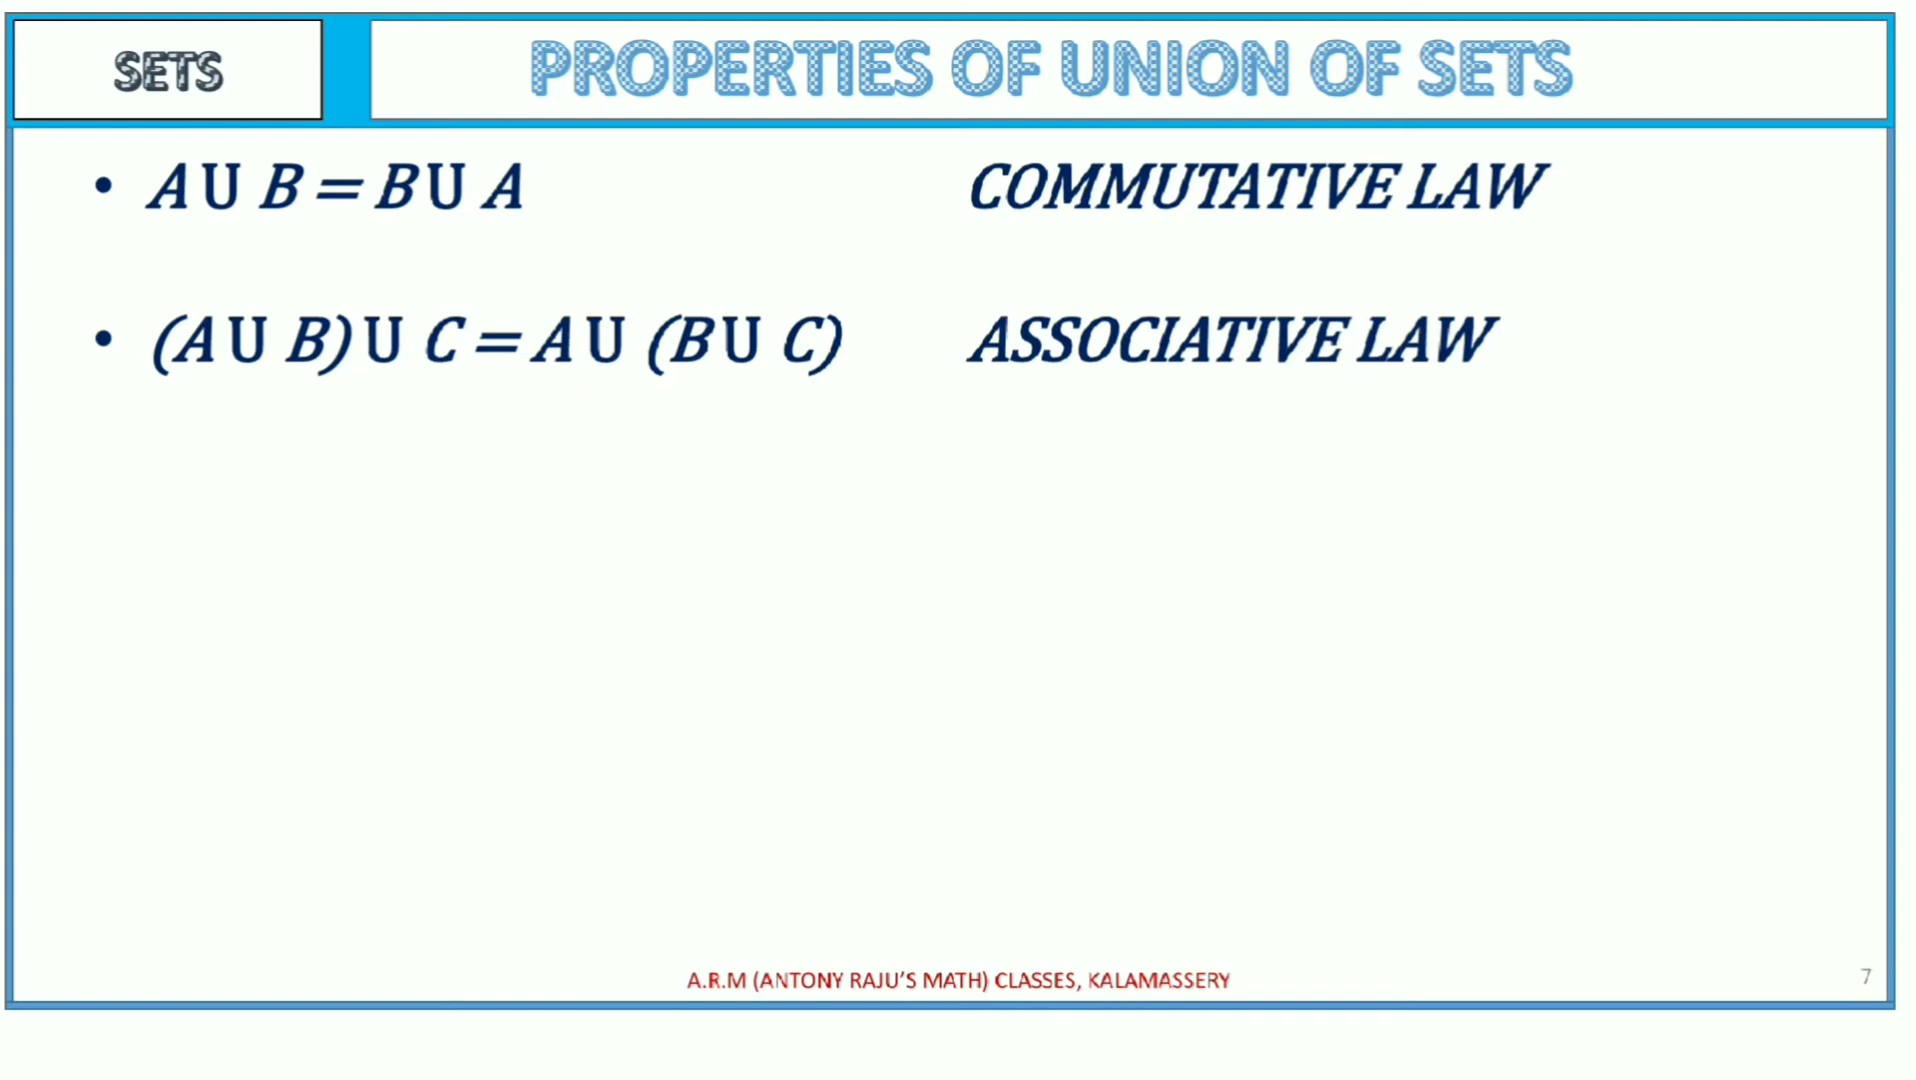 SETS
PROPERTIES OF UNION OF SETS
• A U B = B U A COMMUTATIVE LAW
• (A U B) U C = A U (B U C) ASSOCIATIVE LAW
A.R.M (ANTONY RAJU’S MATH) CLASSES, KALAMASSERY
7